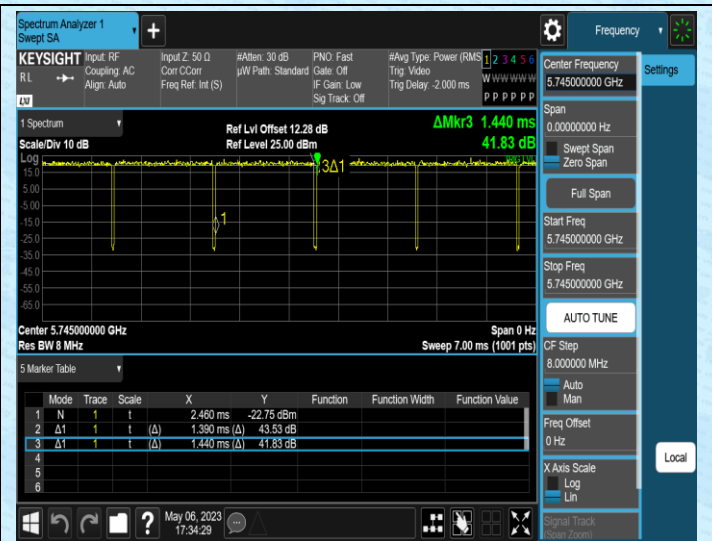 Spectrum Analyzer 1
Swept SA
+
Frequency
KEYSIGHT
RL
LXI
Input: RF
Coupling: AC
Align: Auto
Input Z: 50 Ω
Corr CCorr
Freq Ref: Int (S)
#Atten: 30 dB
µW Path: Standard
PNO: Fast
Gate: Off
IF Gain: Low
Sig Track: Off
#Avg Type: Power (RMS
Trig: Video
Trig Delay: -2.000 ms
1 2 3 4 5 6
W W W W W W
P P P P P P
1 Spectrum
Scale/Div 10 dB
Ref Lvl Offset 12.28 dB
Ref Level 25.00 dBm
ΔMkr3 1.440 ms
41.83 dB
Log
15.0
5.00
-5.00
-15.0
-25.0
-35.0
-45.0
-55.0
-65.0
3Δ1
1
Center 5.745000000 GHz
Res BW 8 MHz
Span 0 Hz
Sweep 7.00 ms (1001 pts)
5 Marker Table
Mode Trace Scale X Y Function Function Width Function Value
1 N 1 t 2.460 ms -22.75 dBm
2 Δ1 1 t (Δ) 1.390 ms (Δ) 43.53 dB
3 Δ1 1 t (Δ) 1.440 ms (Δ) 41.83 dB
4
5
6
?
May 06, 2023
17:34:29
Center Frequency
5.745000000 GHz
Span
0.00000000 Hz
Swept Span
Zero Span
Full Span
Start Freq
5.745000000 GHz
Stop Freq
5.745000000 GHz
AUTO TUNE
CF Step
8.000000 MHz
Auto
Man
Freq Offset
0 Hz
X Axis Scale
Log
Lin
Signal Track
(Span Zoom)
Settings
Local